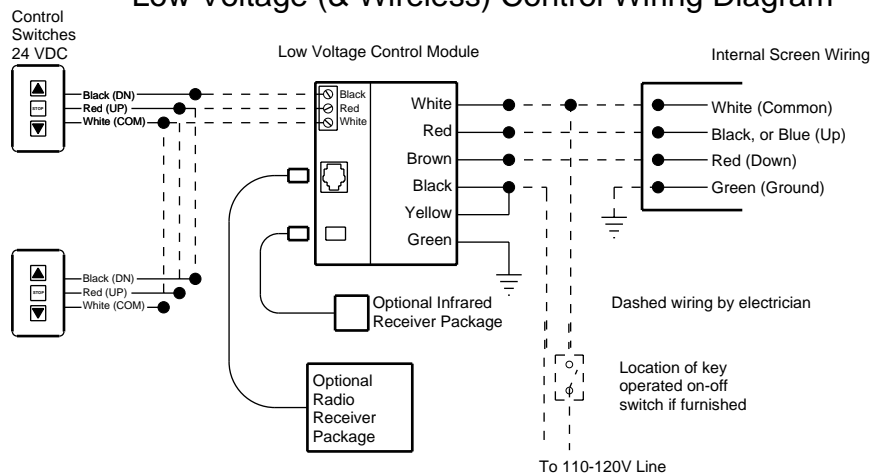 Low Voltage (& Wireless) Control Wiring Diagram
Control
Switches
24 VDC
Low Voltage Control Module
Internal Screen Wiring
STOP
Black (DN)
Red (UP)
White (COM)
Black
Red
White
White
Red
Brown
Black
Yellow
Green
White (Common)
Black, or Blue (Up)
Red (Down)
Green (Ground)
STOP
Black (DN)
Red (UP)
White (COM)
Optional Infrared
Receiver Package
Dashed wiring by electrician
Optional
Radio
Receiver
Package
Location of key
operated on-off
switch if furnished
To 110-120V Line